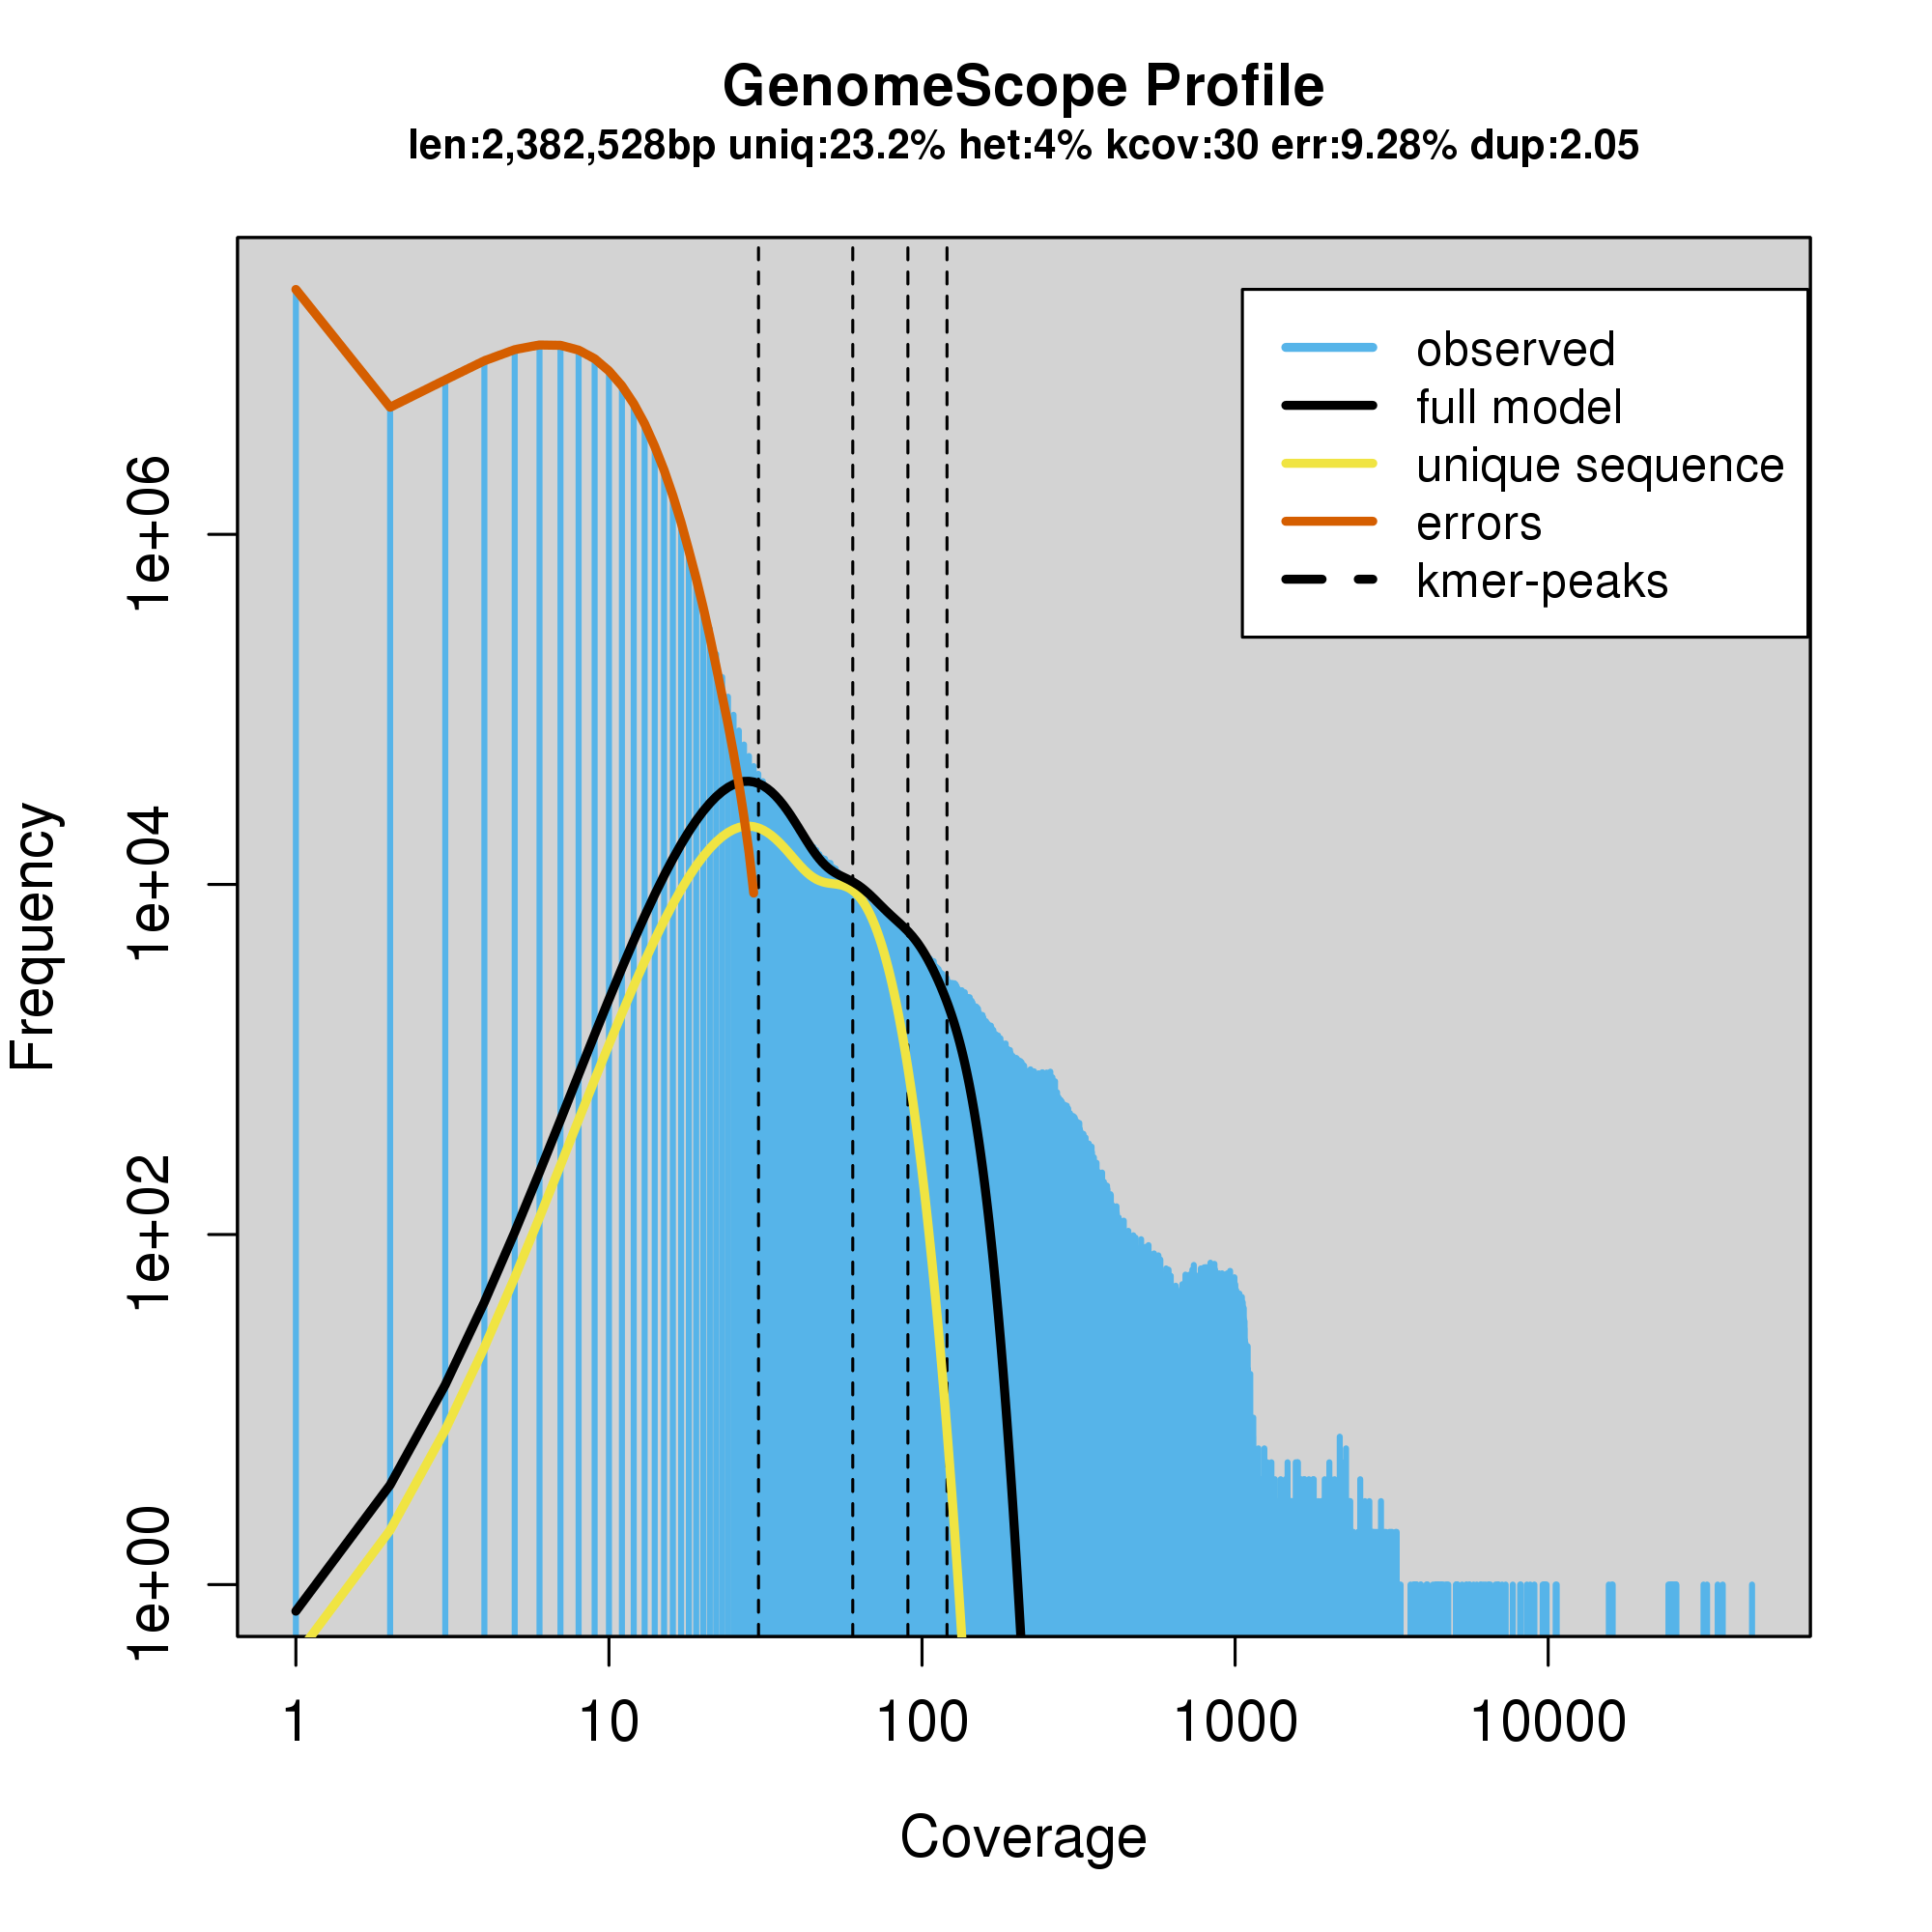 GenomeScope Profile
len:2,382,528bp uniq:23.2% het:4% kcov:30 err:9.28% dup:2.05
observed
full model
unique sequence
errors
kmer-peaks
Frequency
1e+06
1e+04
1e+02
1e+00
1 10 100 1000 10000
Coverage